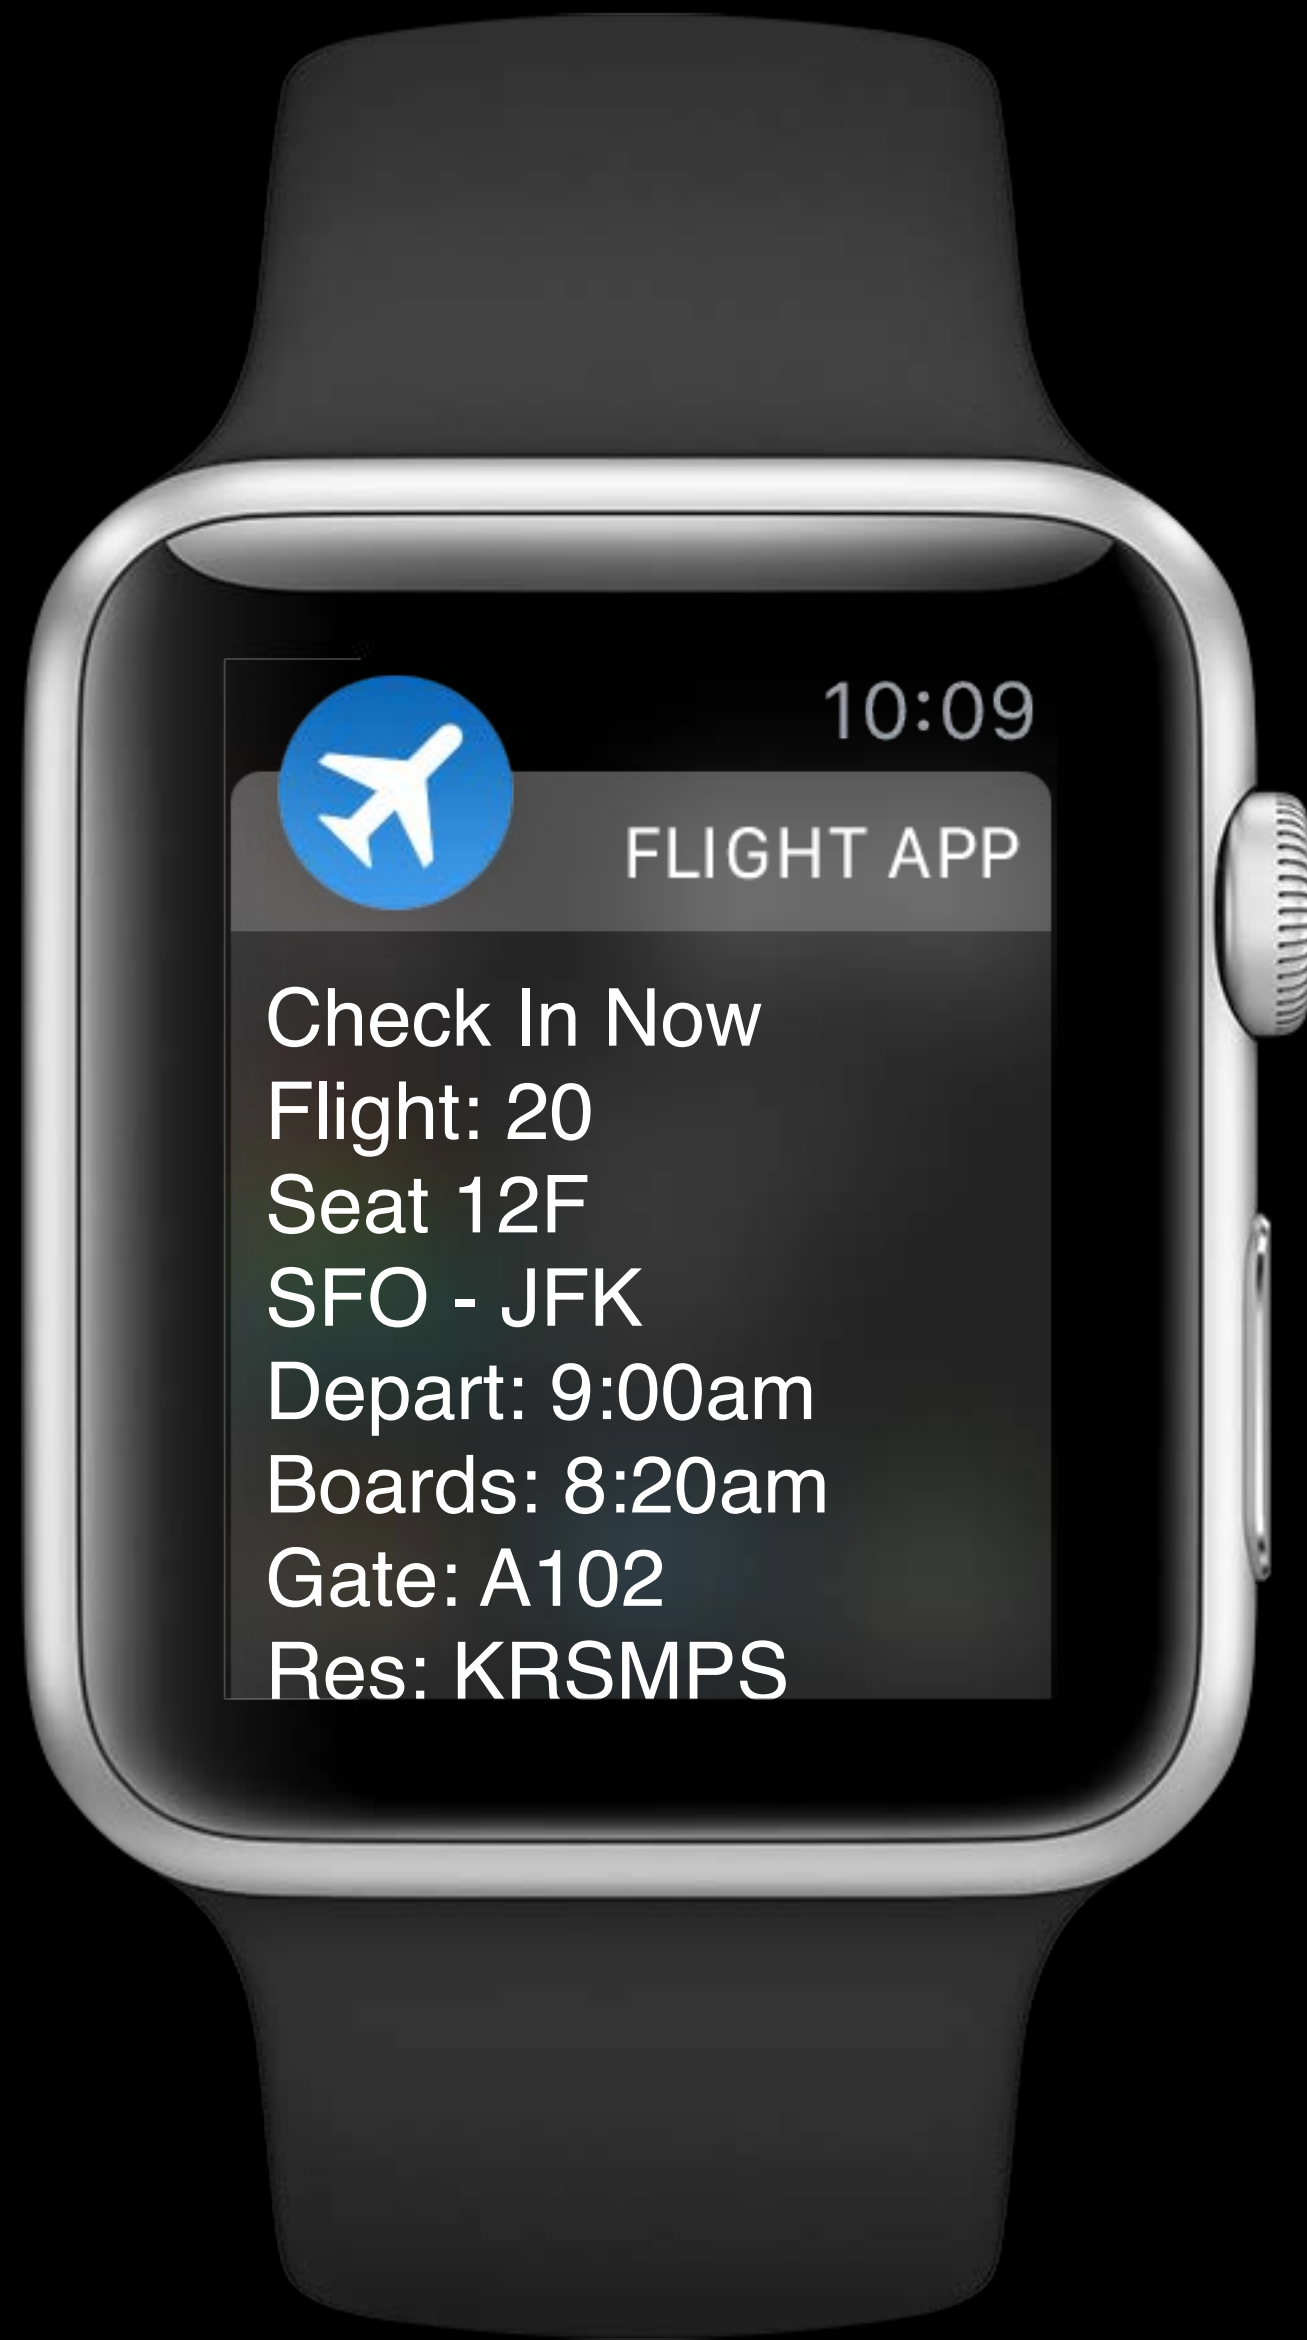 10:09
FLIGHT APP
Check In Now
Flight: 20
Seat 12F
SFO - JFK
Depart: 9:00am
Boards: 8:20am
Gate: A102
Res: KRSMPS